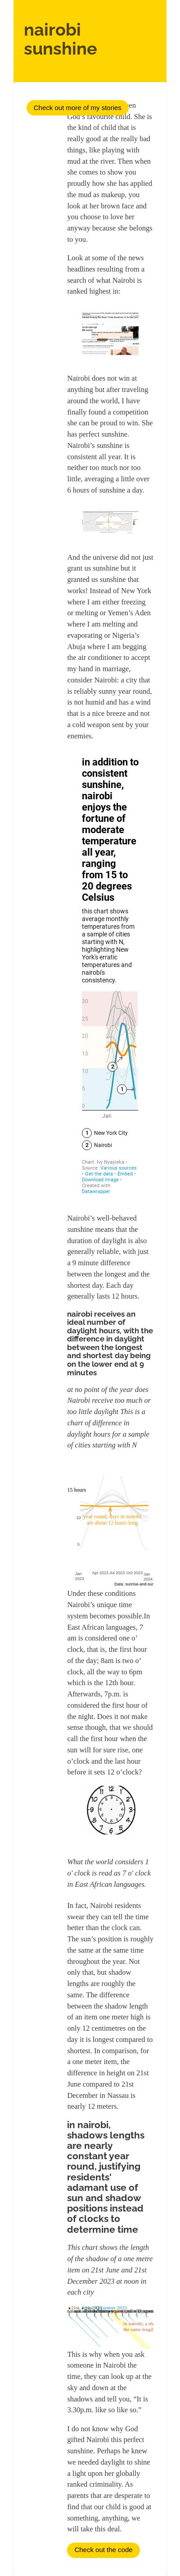 nairobi
sunshine
Check out more of my stories
God's favourite child. She is
the kind of child that is
really good at the really bad
things, like playing with
mud at the river. Then when
she comes to show you
proudly how she has applied
the mud as makeup, you
look at her brown face and
you choose to love her
anyway because she belongs
to you.
Look at some of the news
headlines resulting from a
search of what Nairobi is
ranked highest in:
Nairobi does not win at
anything but after traveling
around the world, I have
finally found a competition
she can be proud to win. She
has perfect sunshine.
Nairobi's sunshine is
consistent all year. It is
neither too much nor too
little, averaging a little over
6 hours of sunshine a day.
And the universe did not just
grant us sunshine but it
granted us sunshine that
works! Instead of New York
where I am either freezing
or melting or Yemen's Aden
where I am melting and
evaporating or Nigeria's
Abuja where I am begging
the air conditioner to accept
my hand in marriage,
consider Nairobi: a city that
is reliably sunny year round,
is not humid and has a wind
that is a nice breeze and not
a cold weapon sent by your
enemies.
in addition to
consistent
sunshine,
nairobi
enjoys the
fortune of
moderate
temperature
all year,
ranging
from 15 to
20 degrees
Celsius
this chart shows
average monthly
temperatures from
a sample of cities
starting with N,
highlighting New
York's erratic
temperatures and
nairobi's
consistency.
30
25
20
15
10
5
0
2
1
Jan
1 New York City
2 Nairobi
Chart: Ivy Nyayieka •
Source: Various sources
• Get the data • Embed •
Download image •
Created with
Datawrapper
Nairobi's well-behaved
sunshine means that the
duration of daylight is also
generally reliable, with just
a 9 minute difference
between the longest and the
shortest day. Each day
generally lasts 12 hours.
nairobi receives an
ideal number of
daylight hours, with the
difference in daylight
between the longest
and shortest day being
on the lower end at 9
minutes
at no point of the year does
Nairobi receive too much or
too little daylight This is a
chart of difference in
daylight hours for a sample
of cities starting with N
15 hours
10
year round, days in nairobi
are about 12 hours long
5
Jan
2023
Apr 2023
Jul 2023
Oct 2023
Jan
2024
Data: sunrise-and-sur
Under these conditions
Nairobi's unique time
system becomes possible.In
East African languages, 7
am is considered one o'
clock, that is, the first hour
of the day; 8am is two o'
clock, all the way to 6pm
which is the 12th hour.
Afterwards, 7p.m. is
considered the first hour of
the night. Does it not make
sense though, that we should
call the first hour when the
sun will for sure rise, one
o'clock and the last hour
before it sets 12 o'clock?
What the world considers 1
o' clock is read as 7 o' clock
in East African languages.
In fact, Nairobi residents
swear they can tell the time
better than the clock can.
The sun's position is roughly
the same at the same time
throughout the year. Not
only that, but shadow
lengths are roughly the
same. The difference
between the shadow length
of an item one meter high is
only 12 centimetres on the
day it is longest compared to
shortest. In comparison, for
a one meter item, the
difference in height on 21st
June compared to 21st
December in Nassau is
nearly 12 meters.
in nairobi,
shadows lengths
are nearly
constant year
round, justifying
residents'
adamant use of
sun and shadow
positions instead
of clocks to
determine time
This chart shows the length
of the shadow of a one metre
item on 21st June and 21st
December 2023 at noon in
each city
This is why when you ask
someone in Nairobi the
time, they can look up at the
sky and down at the
shadows and tell you, "It is
3.30p.m. like so like so."
I do not know why God
gifted Nairobi this perfect
sunshine. Perhaps he knew
we needed daylight to shine
a light upon her globally
ranked criminality. As
parents that are desperate to
find that our child is good at
something, anything, we
will take this deal.
Check out the code